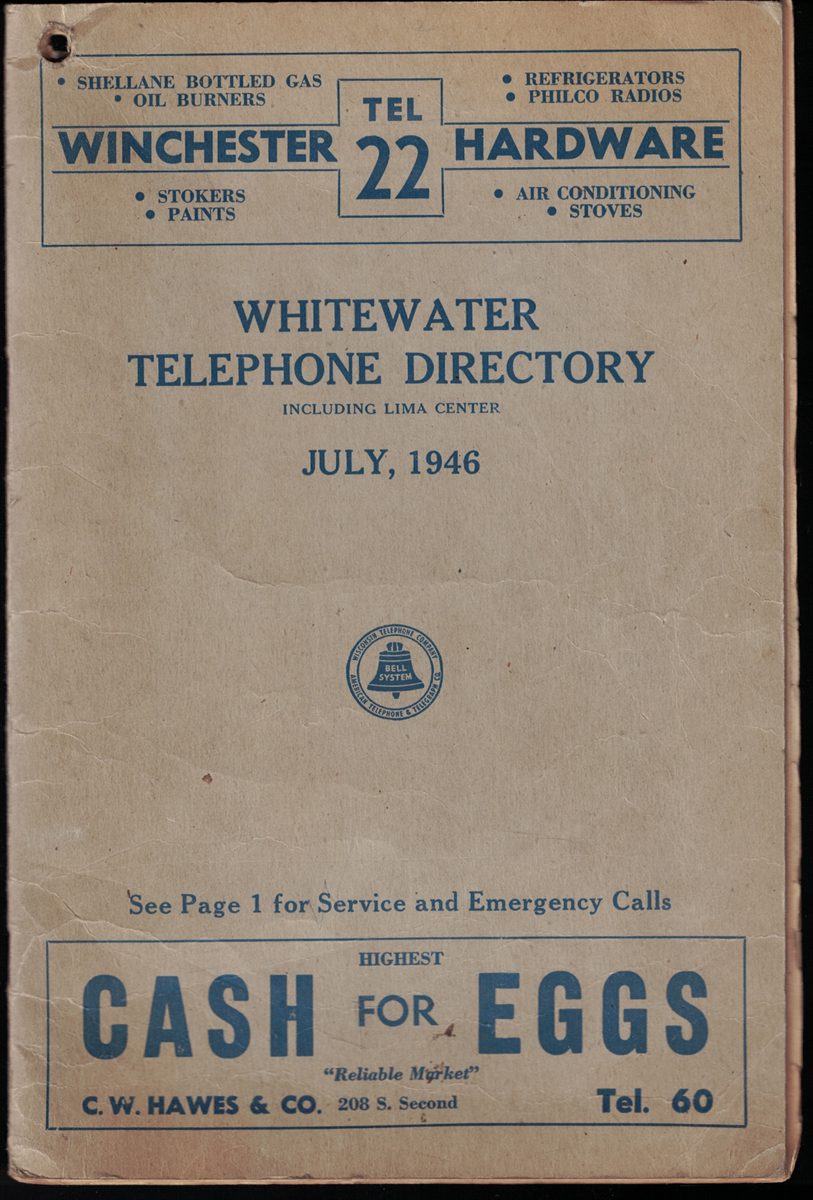 • SHELLANE BOTTLED GAS
• OIL BURNERS
TEL
22
• REFRIGERATORS
• PHILCO RADIOS
WINCHESTER HARDWARE
• STOKERS
• PAINTS
• AIR CONDITIONING
• STOVES
WHITEWATER
TELEPHONE DIRECTORY
INCLUDING LIMA CENTER
JULY, 1946
WISCONSIN TELEPHONE COMPANY
BELL
SYSTEM
AMERICAN TELEPHONE & TELEGRAPH CO
See Page 1 for Service and Emergency Calls
HIGHEST
CASH FOR EGGS
"Reliable Market"
C. W. HAWES & CO. 208 S. Second Tel. 60